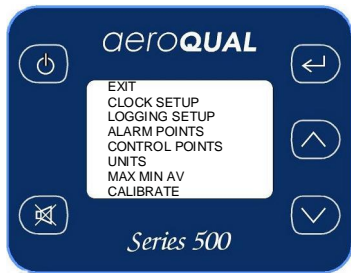 aeroQUAL
EXIT
CLOCK SETUP
LOGGING SETUP
ALARM POINTS
CONTROL POINTS
UNITS
MAX MIN AV
CALIBRATE
Series 500